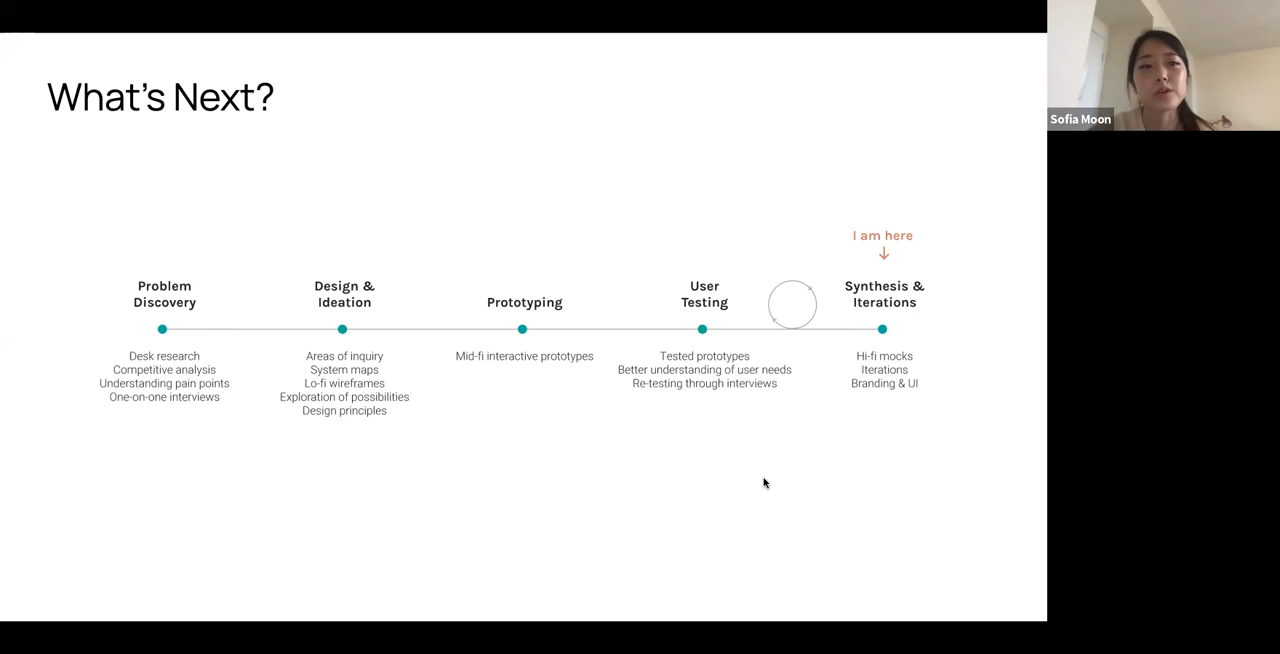 What's Next?
Sofia Moon
I am here
Problem
Discovery
Desk research
Competitive analysis
Understanding pain points
One-on-one interviews
Design &
Ideation
Areas of inquiry
System maps
Lo-fi wireframes
Exploration of possibilities
Design principles
Prototyping
Mid-fi interactive prototypes
User
Testing
Tested prototypes
Better understanding of user needs
Re-testing through interviews
Synthesis &
Iterations
Hi-fi mocks
Iterations
Branding & UI